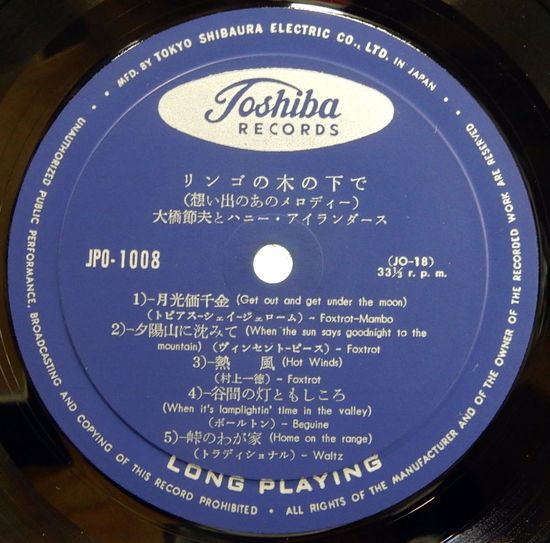 MFD. BY TOKYO SHIBAURA ELECTRIC CO., LTD. IN JAPAN
Toshiba
RECORDS
リンゴの木の下で
(想い出のあのメロディー)
大橋節夫とハニー・アイランダース
JPO-1008
(JO-18)
33⅓ r. p. m.
1)-月光価千金 (Get out and get under the moon)
(トビアス-シェイ-ジェローム) - Foxtrot-Mambo
2)-夕陽山に沈みて (When the sun says goodnight to the
mountain) (ヴィンセント-ピース) - Foxtrot
3)-熱 風 (Hot Winds)
(村上一徳) - Foxtrot
4)-谷間の灯ともしころ
(When it's lamplightin' time in the valley)
(ポールトン) - Beguine
5)-峠のわが家 (Home on the range)
(トラディショナル) - Waltz
LONG PLAYING
UNAUTHORIZED PUBLIC PERFORMANCE, BROADCASTING AND COPYING OF THIS RECORD PROHIBITED • ALL RIGHTS OF THE MANUFACTURER AND OF THE OWNER OF THE RECORDED WORK ARE RESERVED